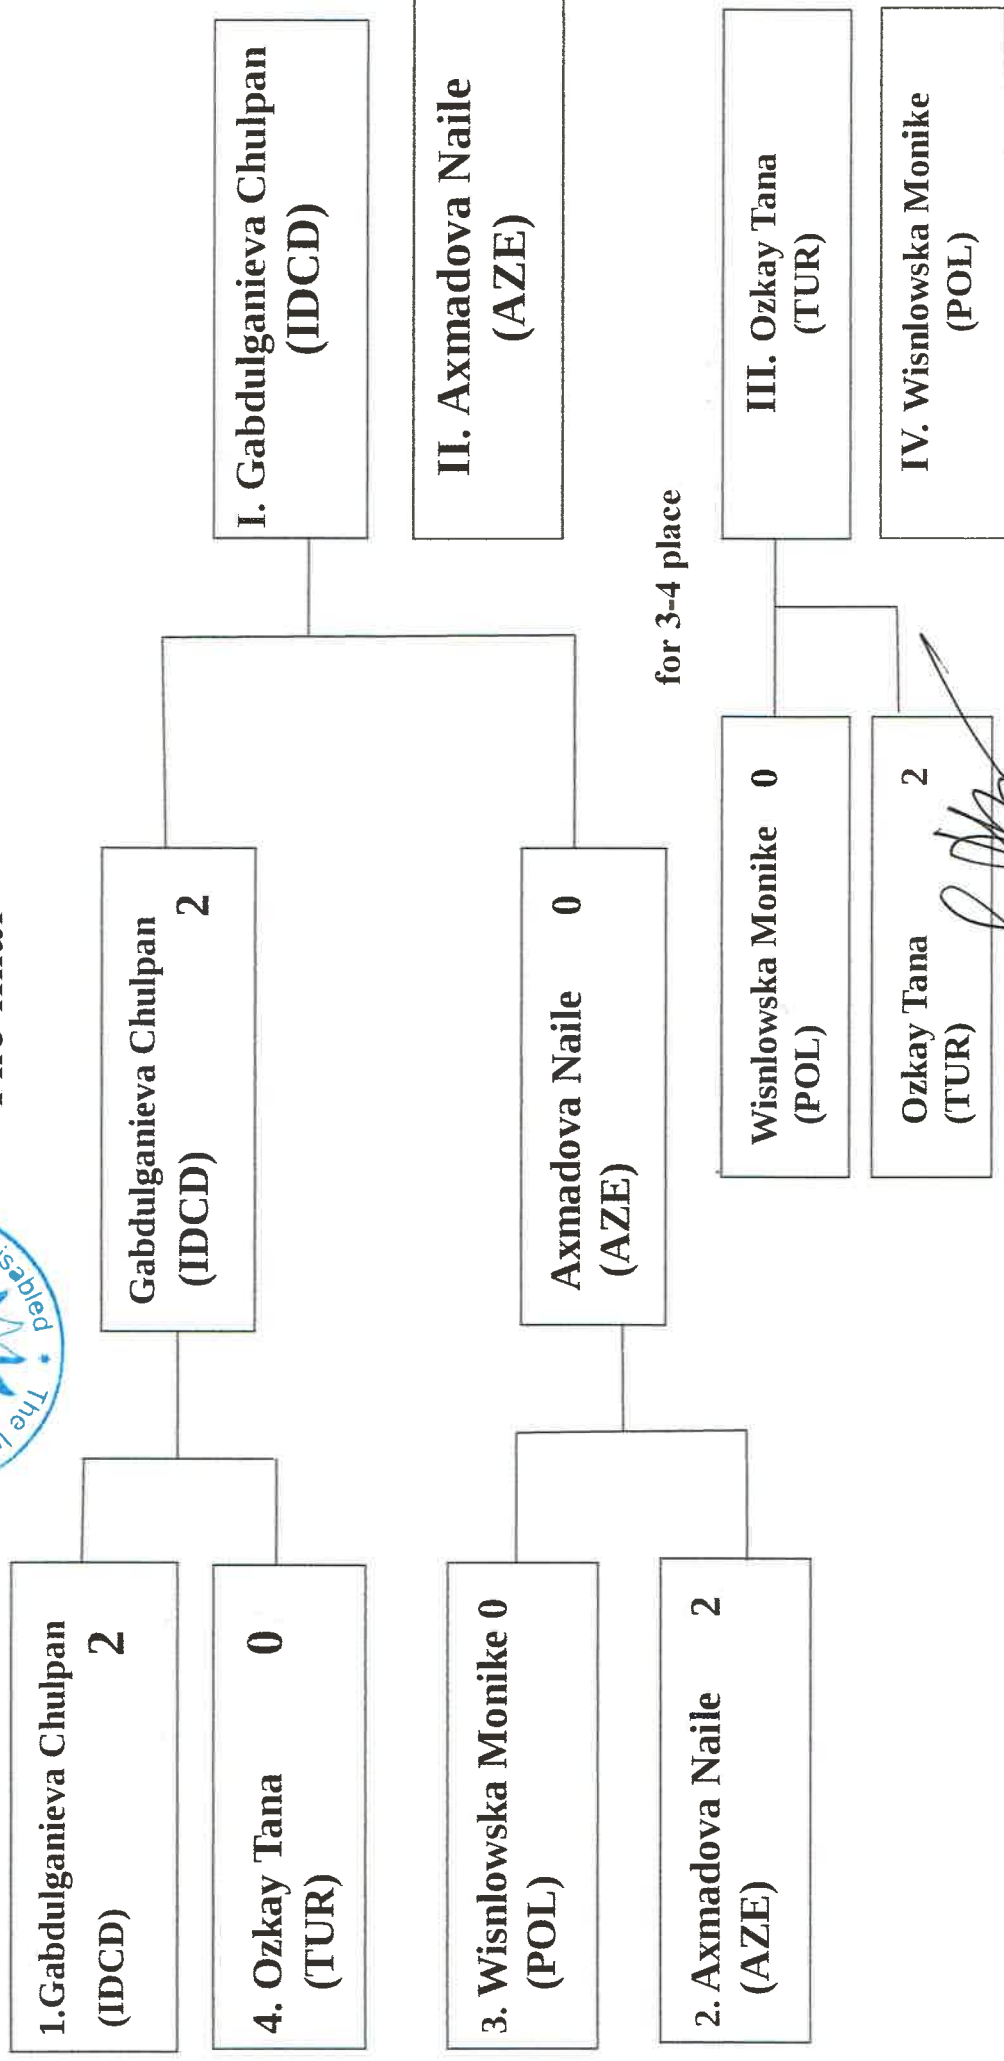 isabled * The
1.Gabdulganieva Chulpan
2
(IDCD)
4. Ozkay Tana 0
(TUR)
3. Wisnlowska Monike 0
(POL)
2. Axmadova Naile 2
(AZE)
Gabdulganieva Chulpan
2
(IDCD)
Axmadova Naile 0
(AZE)
I. Gabdulganieva Chulpan
(IDCD)
II. Axmadova Naile
(AZE)
for 3-4 place
Wisnlowska Monike 0
(POL)
Ozkay Tana 2
(TUR)
III. Ozkay Tana
(TUR)
IV. Wisnlowska Monike
(POL)